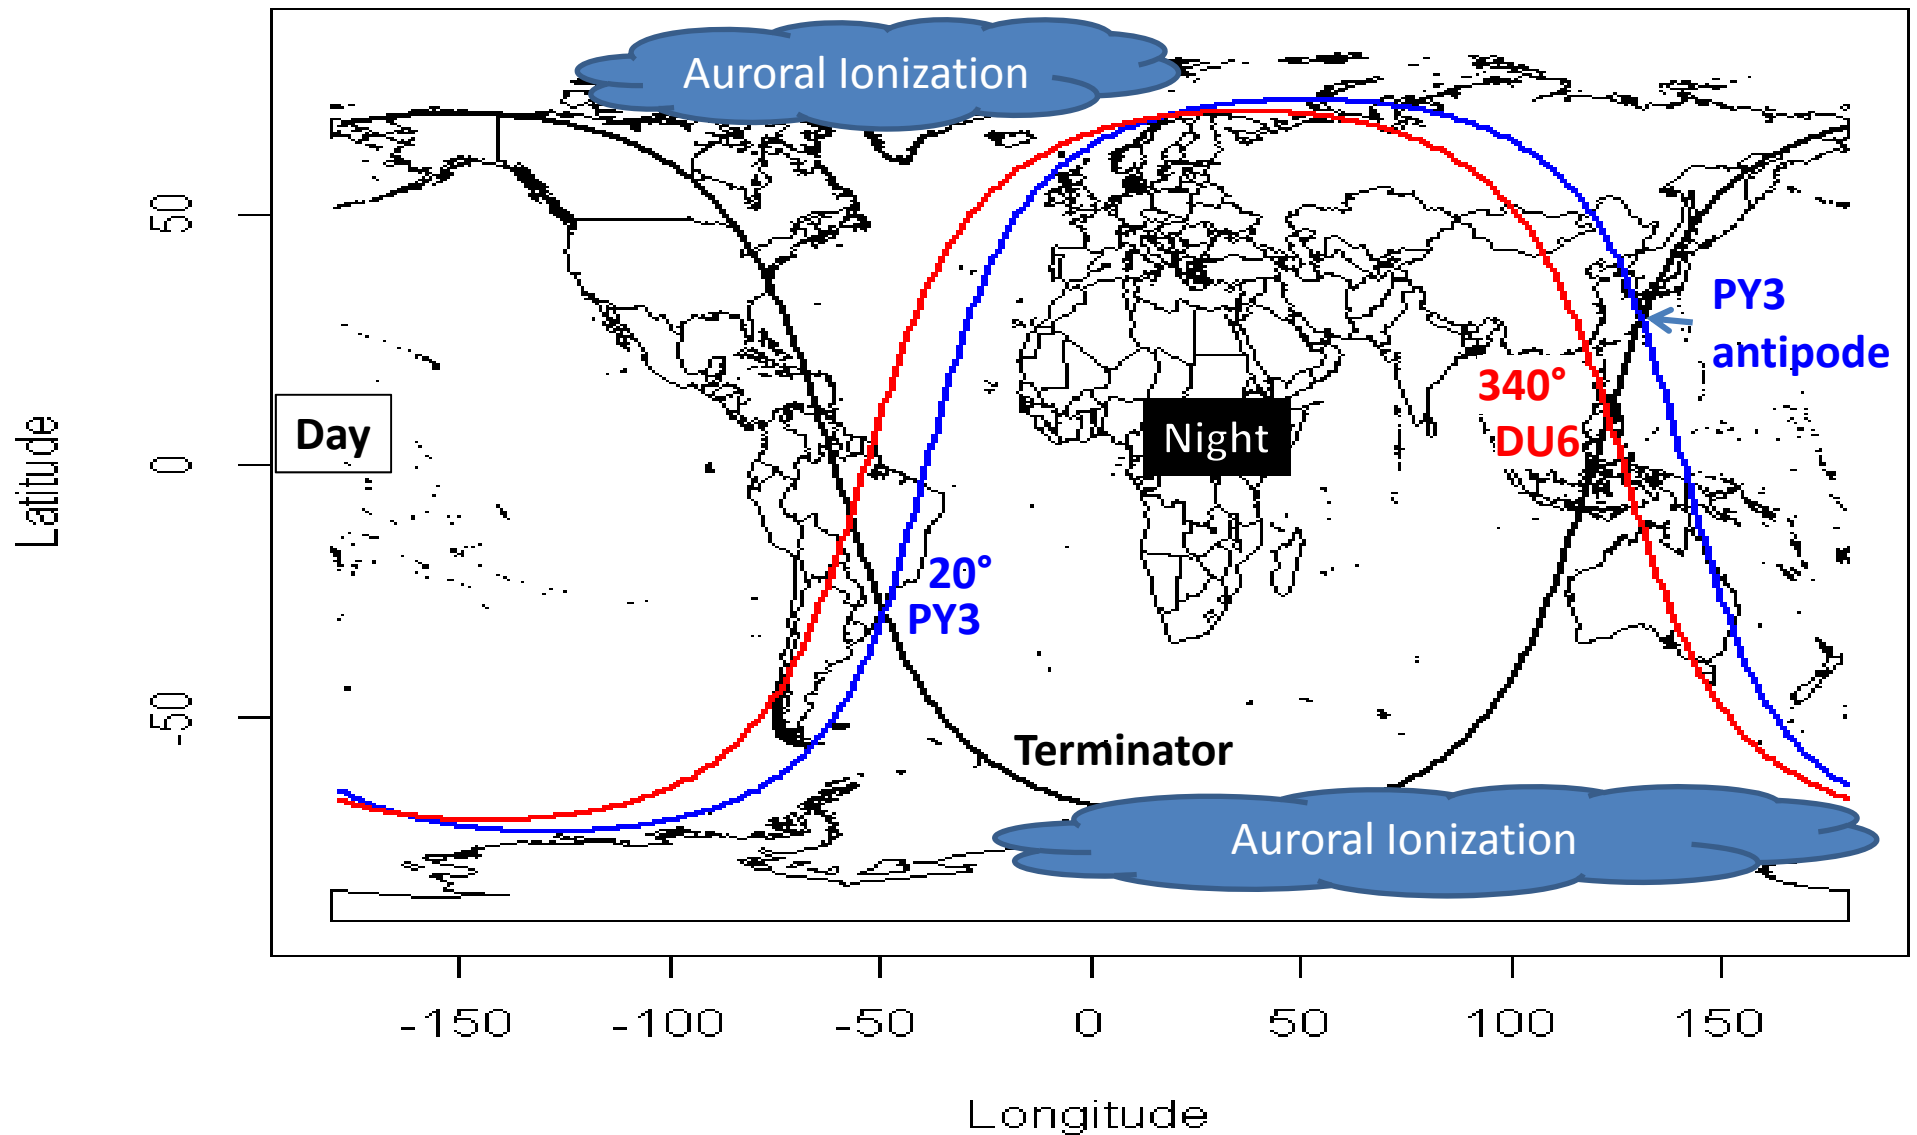 Auroral Ionization
50
0
-50
Latitude
Day
Night
PY3
antipode
340°
DU6
20°
PY3
Terminator
Auroral Ionization
-150
-100
-50
0
50
100
150
Longitude